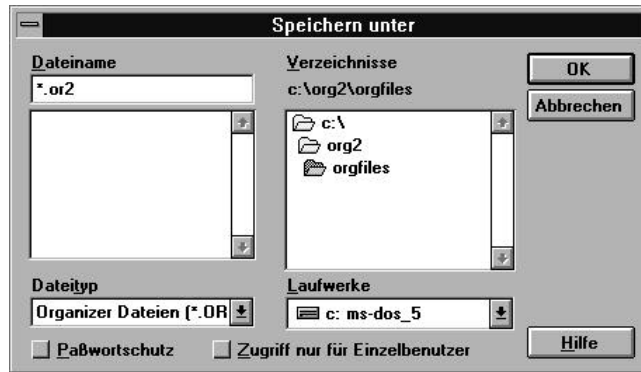 Speichern unter
Dateiname
*.or2
Verzeichnisse
c:\org2\orgfiles
c:\
org2
orgfiles
OK
Abbrechen
Dateityp
Organizer Dateien (*.OR
Laufwerke
c: ms-dos_5
Paßwortschutz
Zugriff nur für Einzelbenutzer
Hilfe